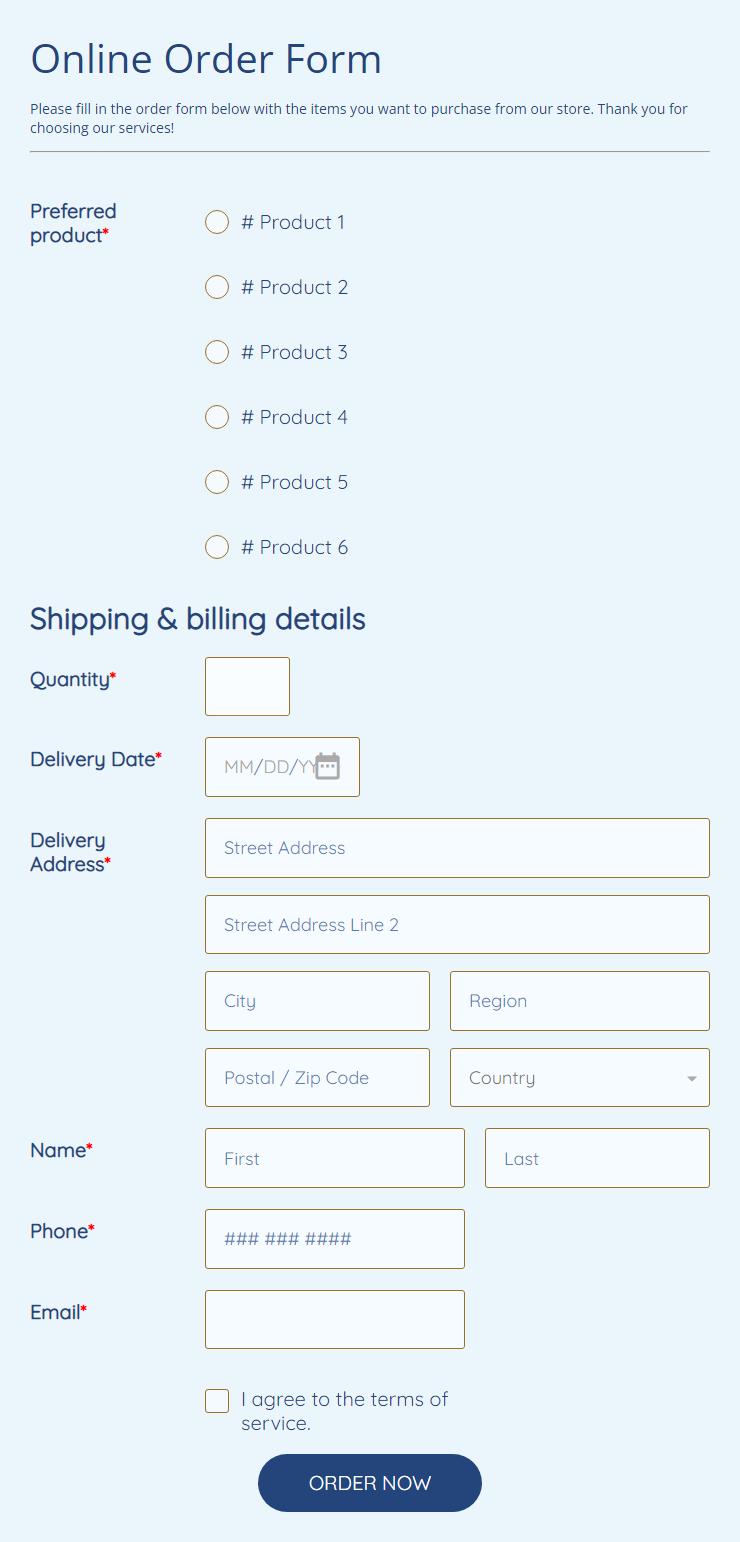 Online Order Form
Please fill in the order form below with the items you want to purchase from our store. Thank you for
choosing our services!
Preferred
product*
# Product 1
# Product 2
# Product 3
# Product 4
# Product 5
# Product 6
Shipping & billing details
Quantity*
Delivery Date*
MM/DD/YY
Delivery
Address*
Street Address
Street Address Line 2
City
Region
Postal / Zip Code
Country
Name*
First
Last
Phone*
### ### ####
Email*
I agree to the terms of
service.
ORDER NOW